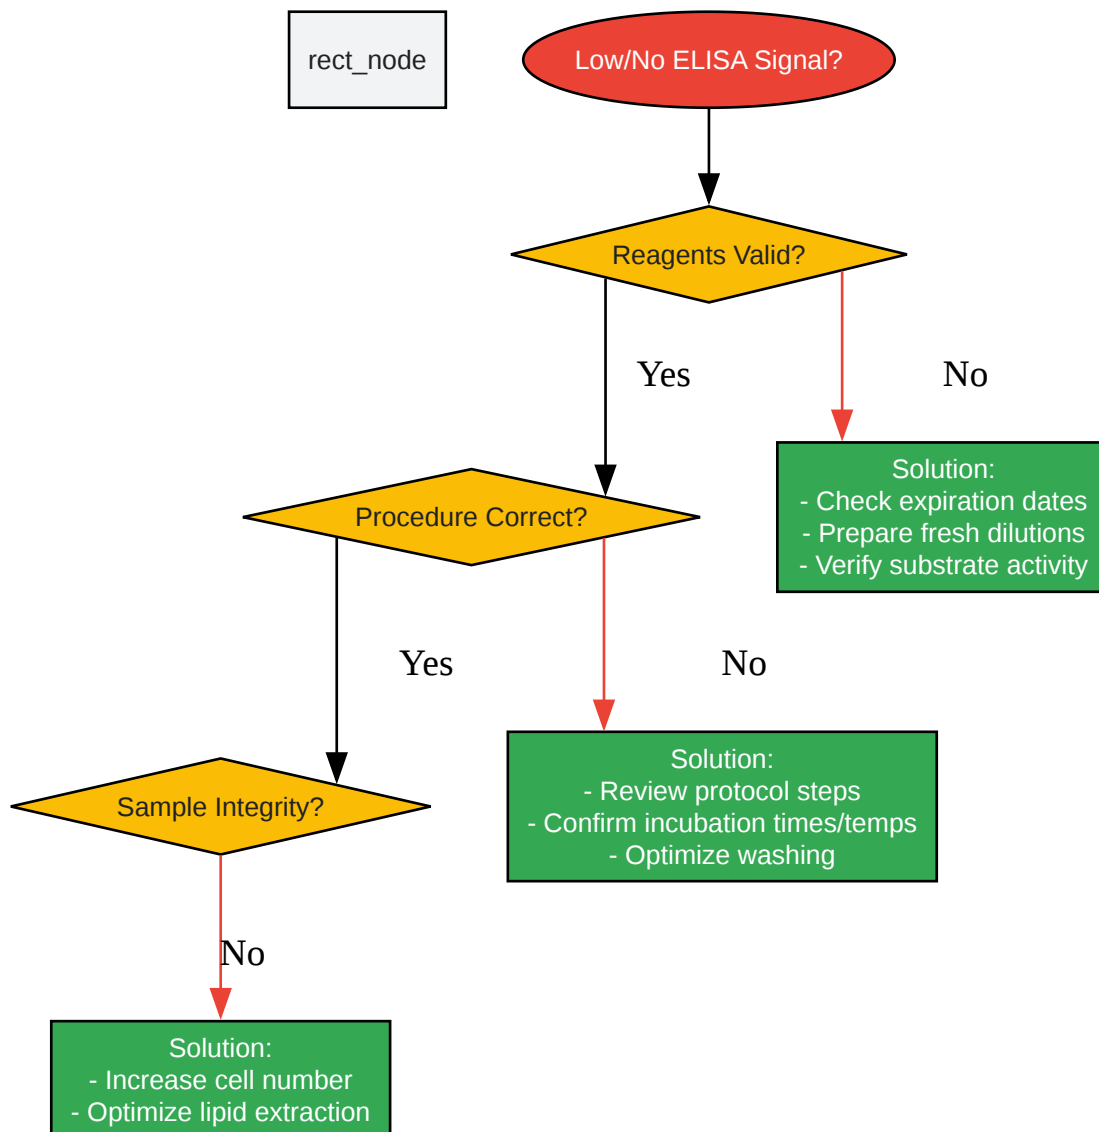 rect_node
Low/No ELISA Signal?
Reagents Valid?
Yes
No
Solution:
- Check expiration dates
- Prepare fresh dilutions
- Verify substrate activity
Procedure Correct?
Yes
No
Solution:
- Review protocol steps
- Confirm incubation times/temps
- Optimize washing
Sample Integrity?
No
Solution:
- Increase cell number
- Optimize lipid extraction